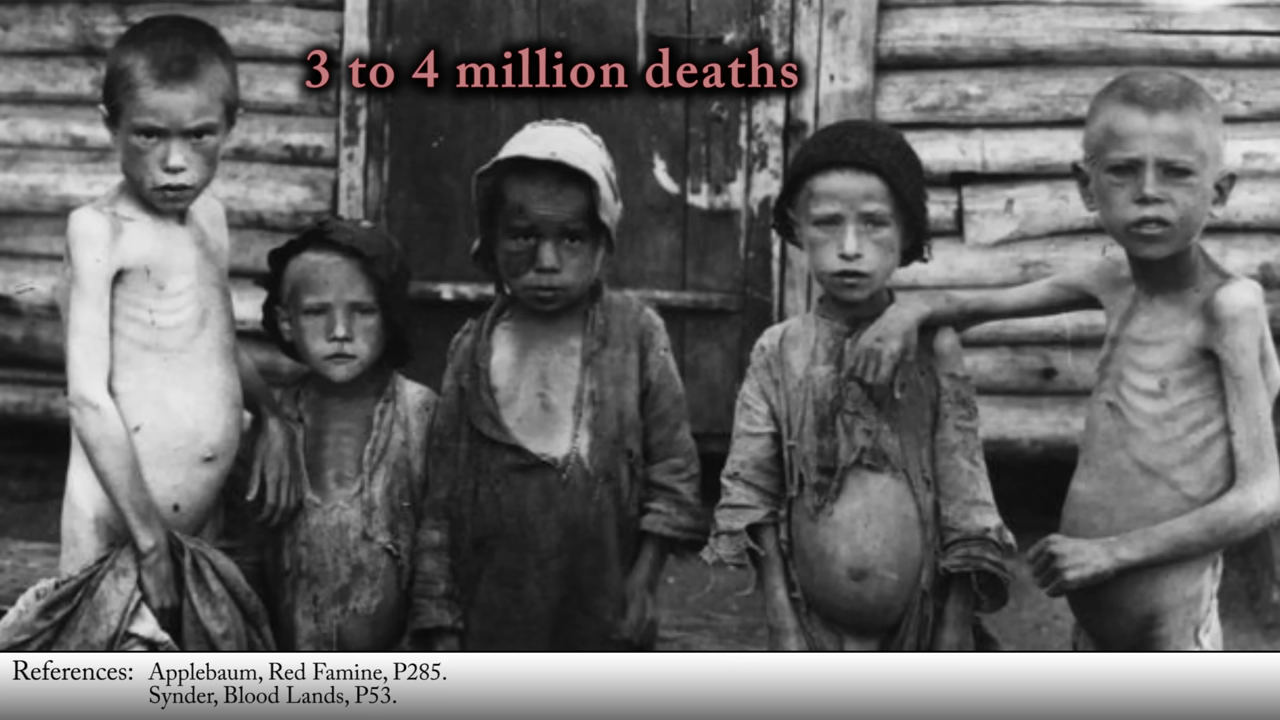 3 to 4 million deaths
References: Applebaum, Red Famine, P285.
Synder, Blood Lands, P53.